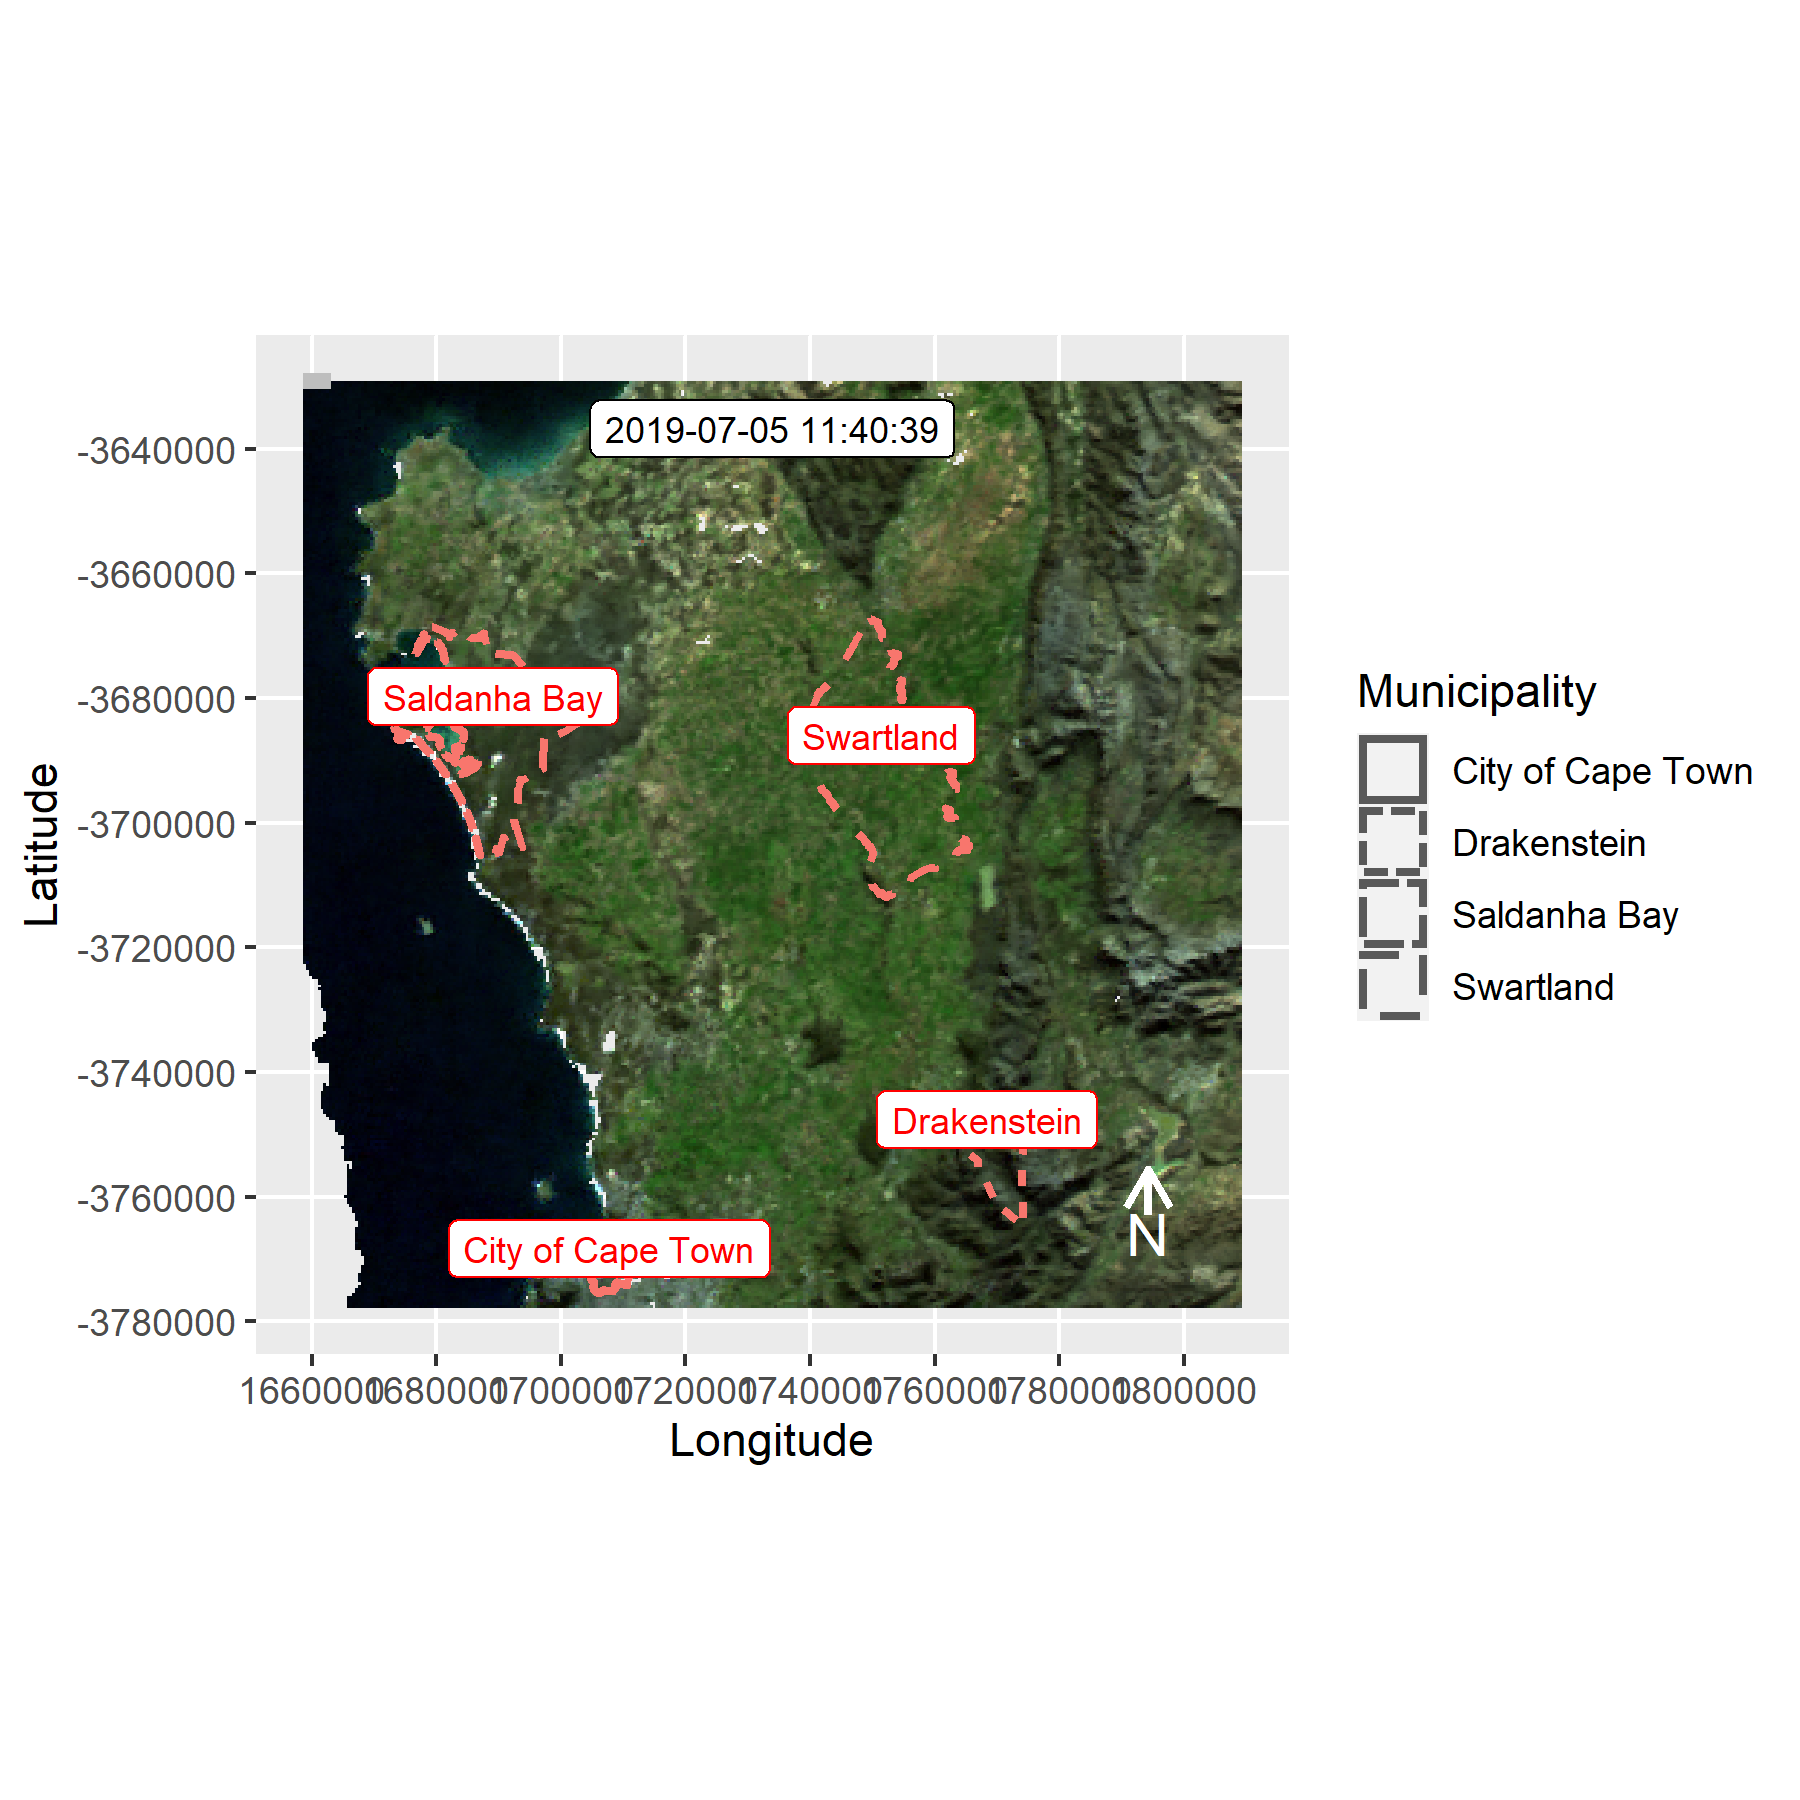 2019-07-05 11:40:39
-3640000
-3660000
-3680000
-3700000
-3720000
-3740000
-3760000
-3780000
Latitude
Saldanha Bay
Swartland
Drakenstein
City of Cape Town
N
1660000 1680000 1700000 1720000 1740000 1760000 1780000 1800000
Longitude
Municipality
City of Cape Town
Drakenstein
Saldanha Bay
Swartland